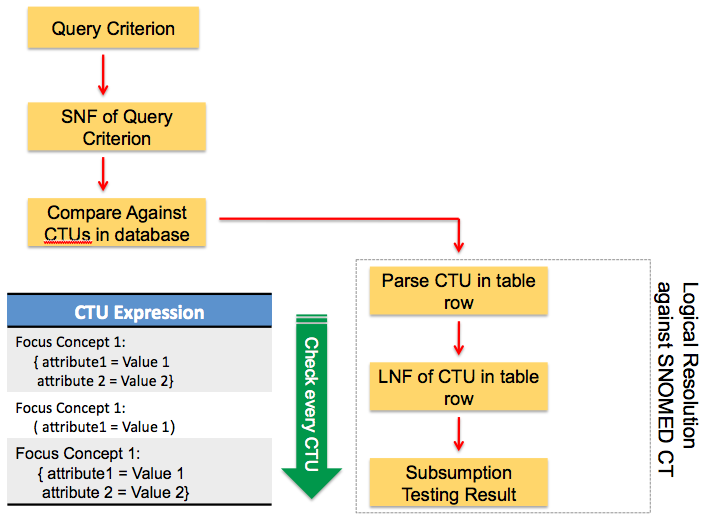 Query Criterion
SNF of Query
Criterion
Compare Against
CTUs in database
Parse CTU in table
row
LNF of CTU in table
row
Subsumption
Testing Result
Logical Resolution
against SNOMED CT
CTU Expression
Focus Concept 1:
{ attribute1 = Value 1
attribute 2 = Value 2}
Focus Concept 1:
( attribute1 = Value 1)
Focus Concept 1:
{ attribute1 = Value 1
attribute 2 = Value 2}
Check every CTU